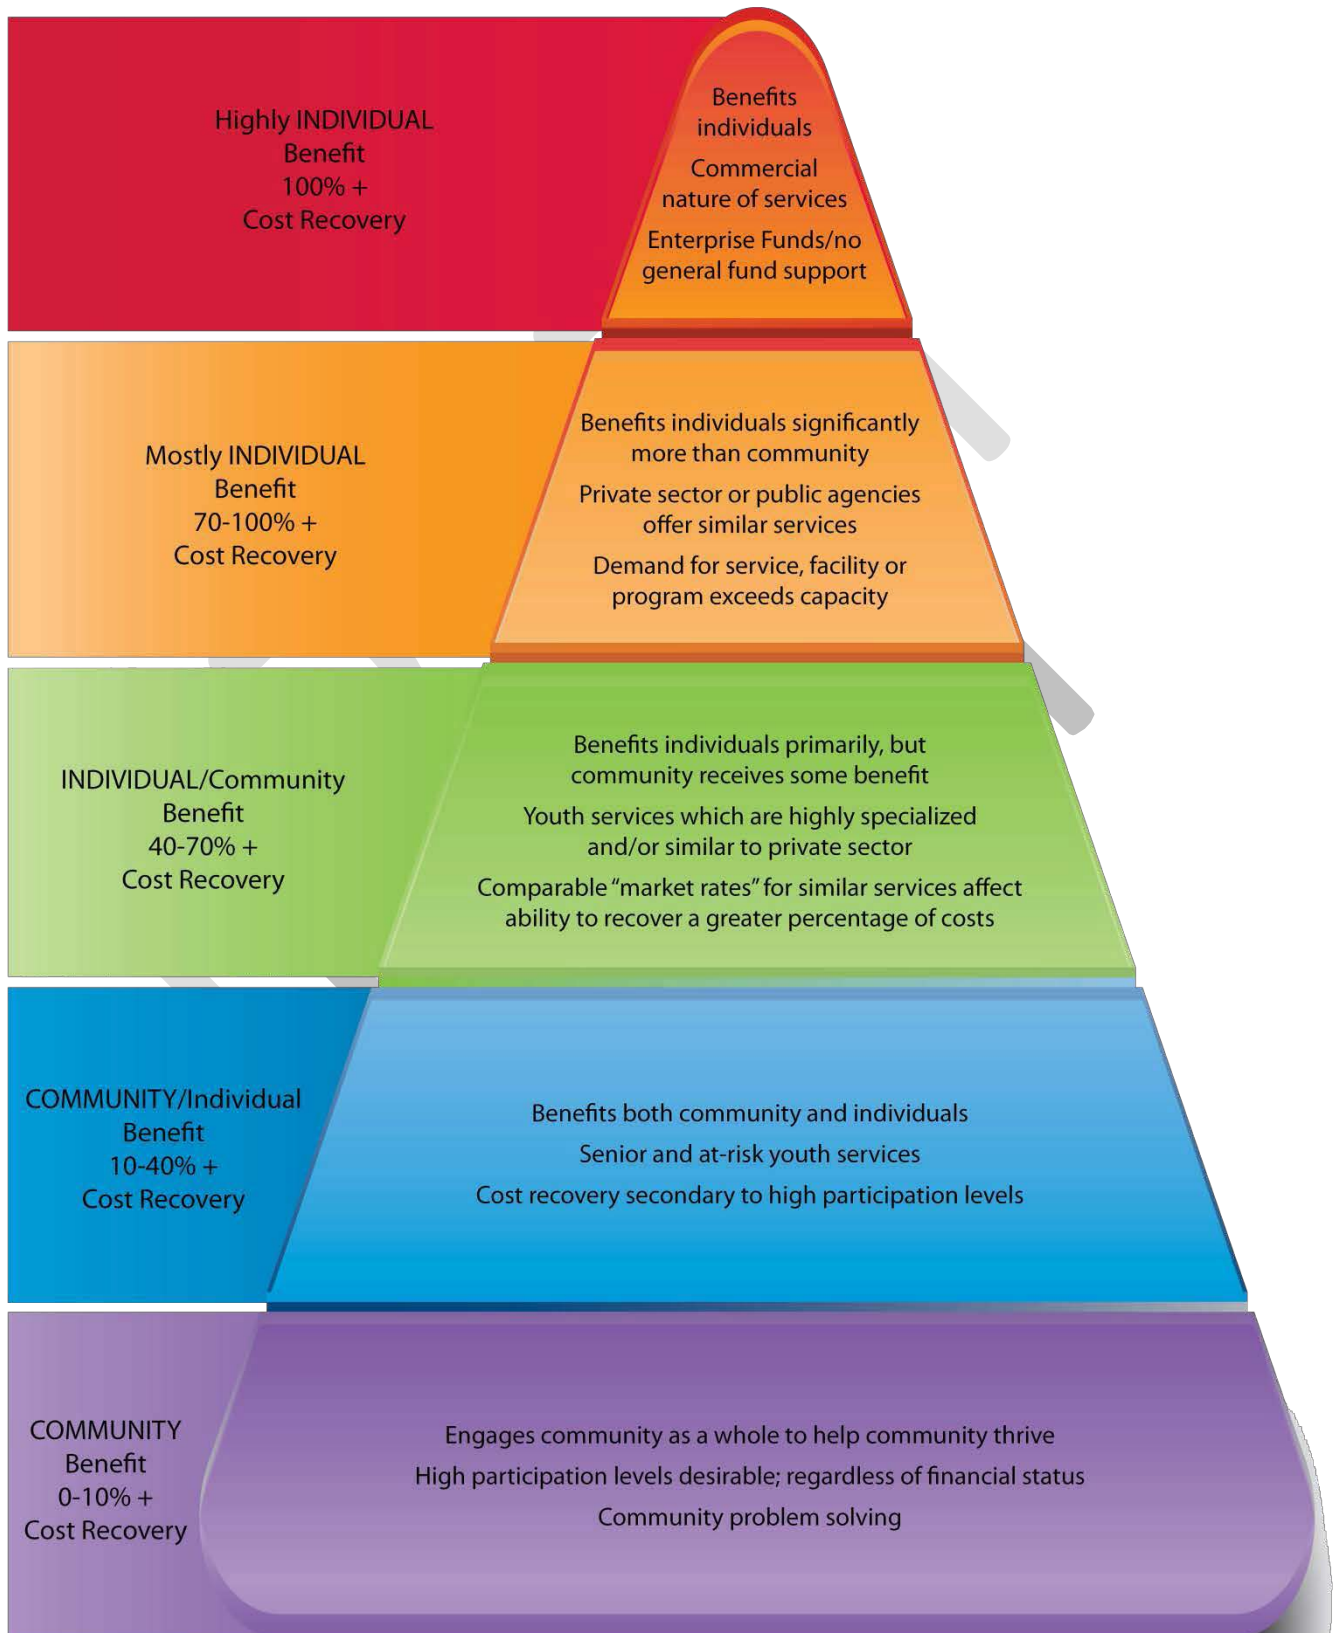 Highly INDIVIDUAL
Benefit
100% +
Cost Recovery
Benefits
individuals
Commercial
nature of services
Enterprise Funds/no
general fund support
Mostly INDIVIDUAL
Benefit
70-100% +
Cost Recovery
Benefits individuals significantly
more than community
Private sector or public agencies
offer similar services
Demand for service, facility or
program exceeds capacity
INDIVIDUAL/Community
Benefit
40-70% +
Cost Recovery
Benefits individuals primarily, but
community receives some benefit
Youth services which are highly specialized
and/or similar to private sector
Comparable “market rates” for similar services affect
ability to recover a greater percentage of costs
COMMUNITY/Individual
Benefit
10-40% +
Cost Recovery
Benefits both community and individuals
Senior and at-risk youth services
Cost recovery secondary to high participation levels
COMMUNITY
Benefit
0-10% +
Cost Recovery
Engages community as a whole to help community thrive
High participation levels desirable; regardless of financial status
Community problem solving